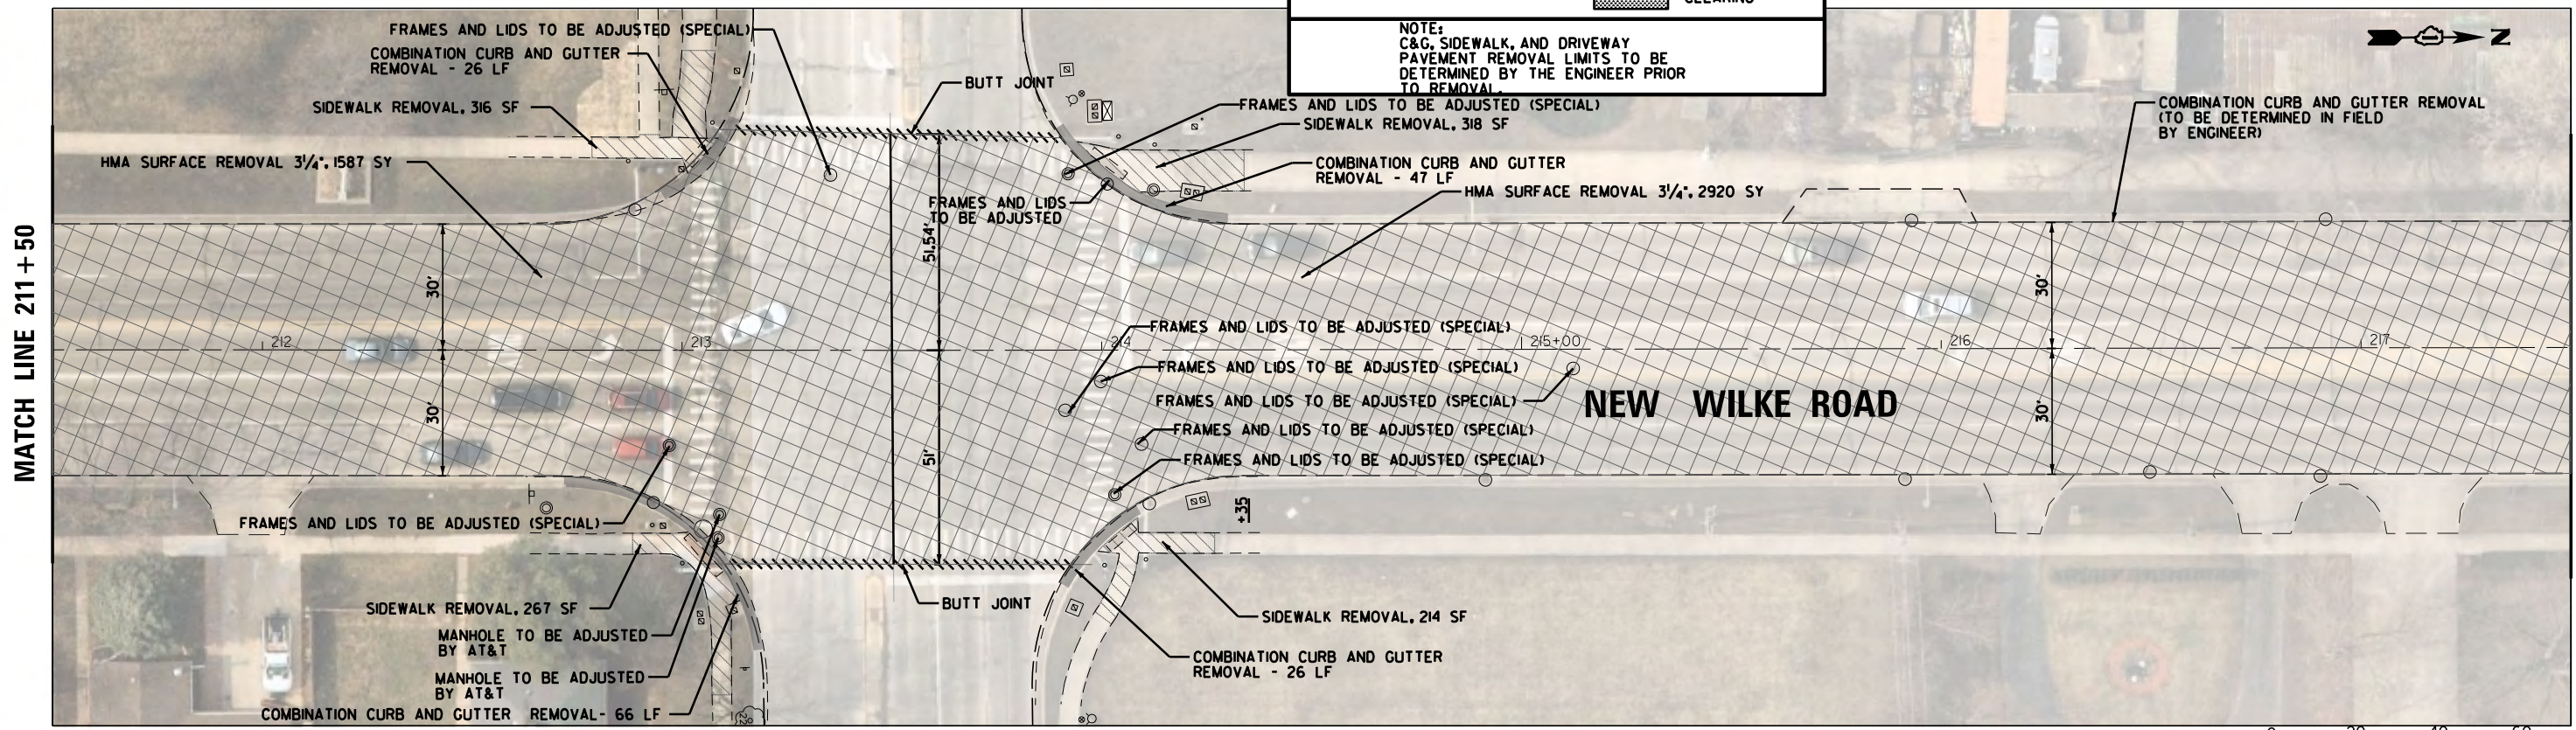 CLEARING
NOTE:
C&G, SIDEWALK, AND DRIVEWAY
PAVEMENT REMOVAL LIMITS TO BE
DETERMINED BY THE ENGINEER PRIOR
TO REMOVAL.
N
FRAMES AND LIDS TO BE ADJUSTED (SPECIAL)
COMBINATION CURB AND GUTTER
REMOVAL - 26 LF
SIDEWALK REMOVAL, 316 SF
HMA SURFACE REMOVAL 3¼", 1587 SY
BUTT JOINT
FRAMES AND LIDS TO BE ADJUSTED (SPECIAL)
SIDEWALK REMOVAL, 318 SF
COMBINATION CURB AND GUTTER
REMOVAL - 47 LF
HMA SURFACE REMOVAL 3¼", 2920 SY
FRAMES AND LIDS
TO BE ADJUSTED
COMBINATION CURB AND GUTTER REMOVAL
(TO BE DETERMINED IN FIELD
BY ENGINEER)
MATCH LINE 211+50
30'
51.54'
30'
212
213
214
215+00
216
217
FRAMES AND LIDS TO BE ADJUSTED (SPECIAL)
FRAMES AND LIDS TO BE ADJUSTED (SPECIAL)
FRAMES AND LIDS TO BE ADJUSTED (SPECIAL)
NEW WILKE ROAD
FRAMES AND LIDS TO BE ADJUSTED (SPECIAL)
FRAMES AND LIDS TO BE ADJUSTED (SPECIAL)
30'
51'
30'
+35
FRAMES AND LIDS TO BE ADJUSTED (SPECIAL)
SIDEWALK REMOVAL, 267 SF
MANHOLE TO BE ADJUSTED
BY AT&T
MANHOLE TO BE ADJUSTED
BY AT&T
COMBINATION CURB AND GUTTER REMOVAL- 66 LF
BUTT JOINT
SIDEWALK REMOVAL, 214 SF
COMBINATION CURB AND GUTTER
REMOVAL - 26 LF